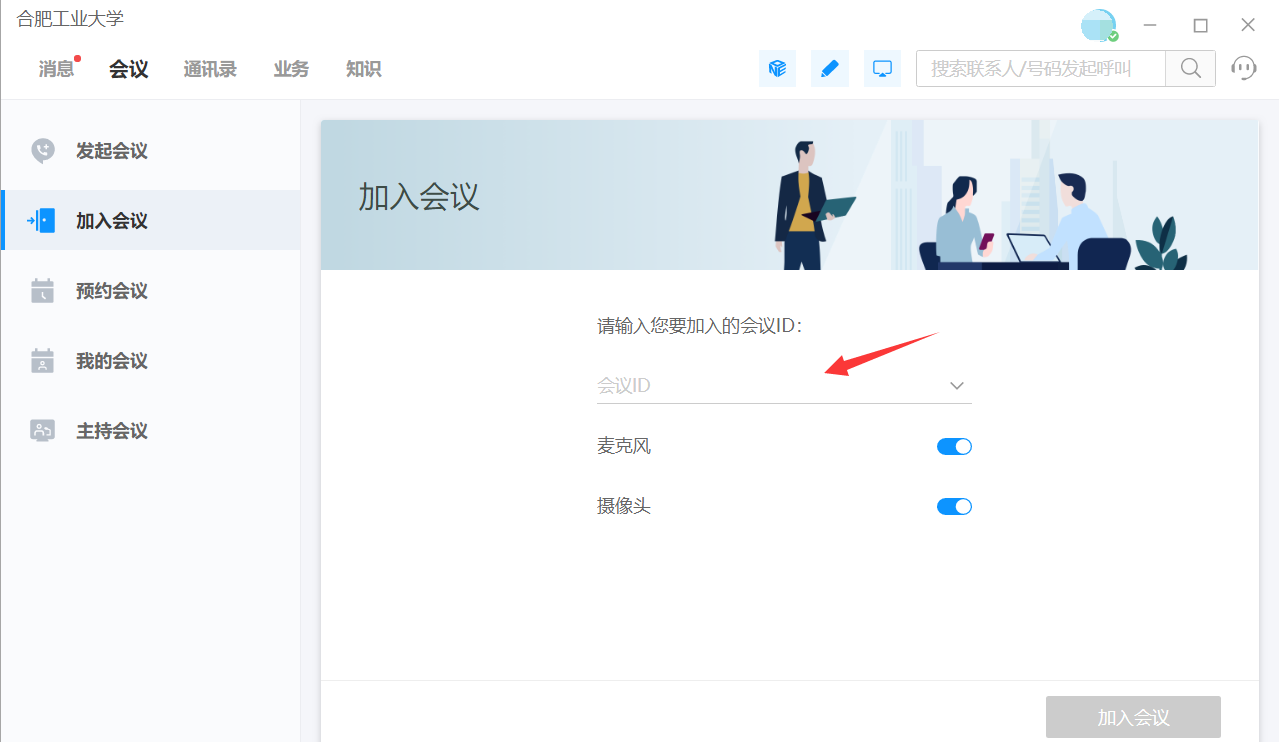 合肥工业大学
消息 会议 通讯录 业务 知识
搜索联系人/号码发起呼叫
发起会议
加入会议
预约会议
我的会议
主持会议
加入会议
请输入您要加入的会议ID：
会议ID
麦克风
摄像头
加入会议